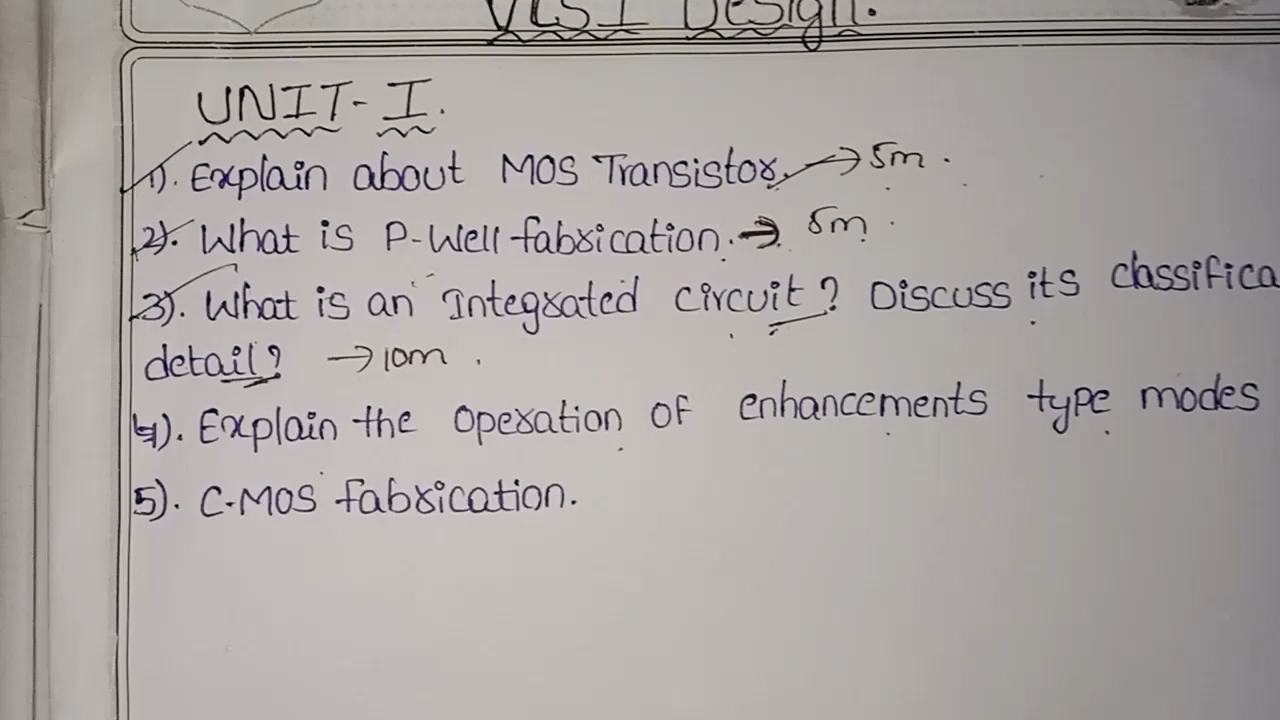 VLSI Design.
UNIT-I.
1). Explain about MOS Transistor. → 5m.
2). What is P-Well fabrication. → 5m.
3). What is an Integrated circuit? Discuss its classifica
detail? → 10m.
4). Explain the operation of enhancements type modes
5). C-MOS fabrication.